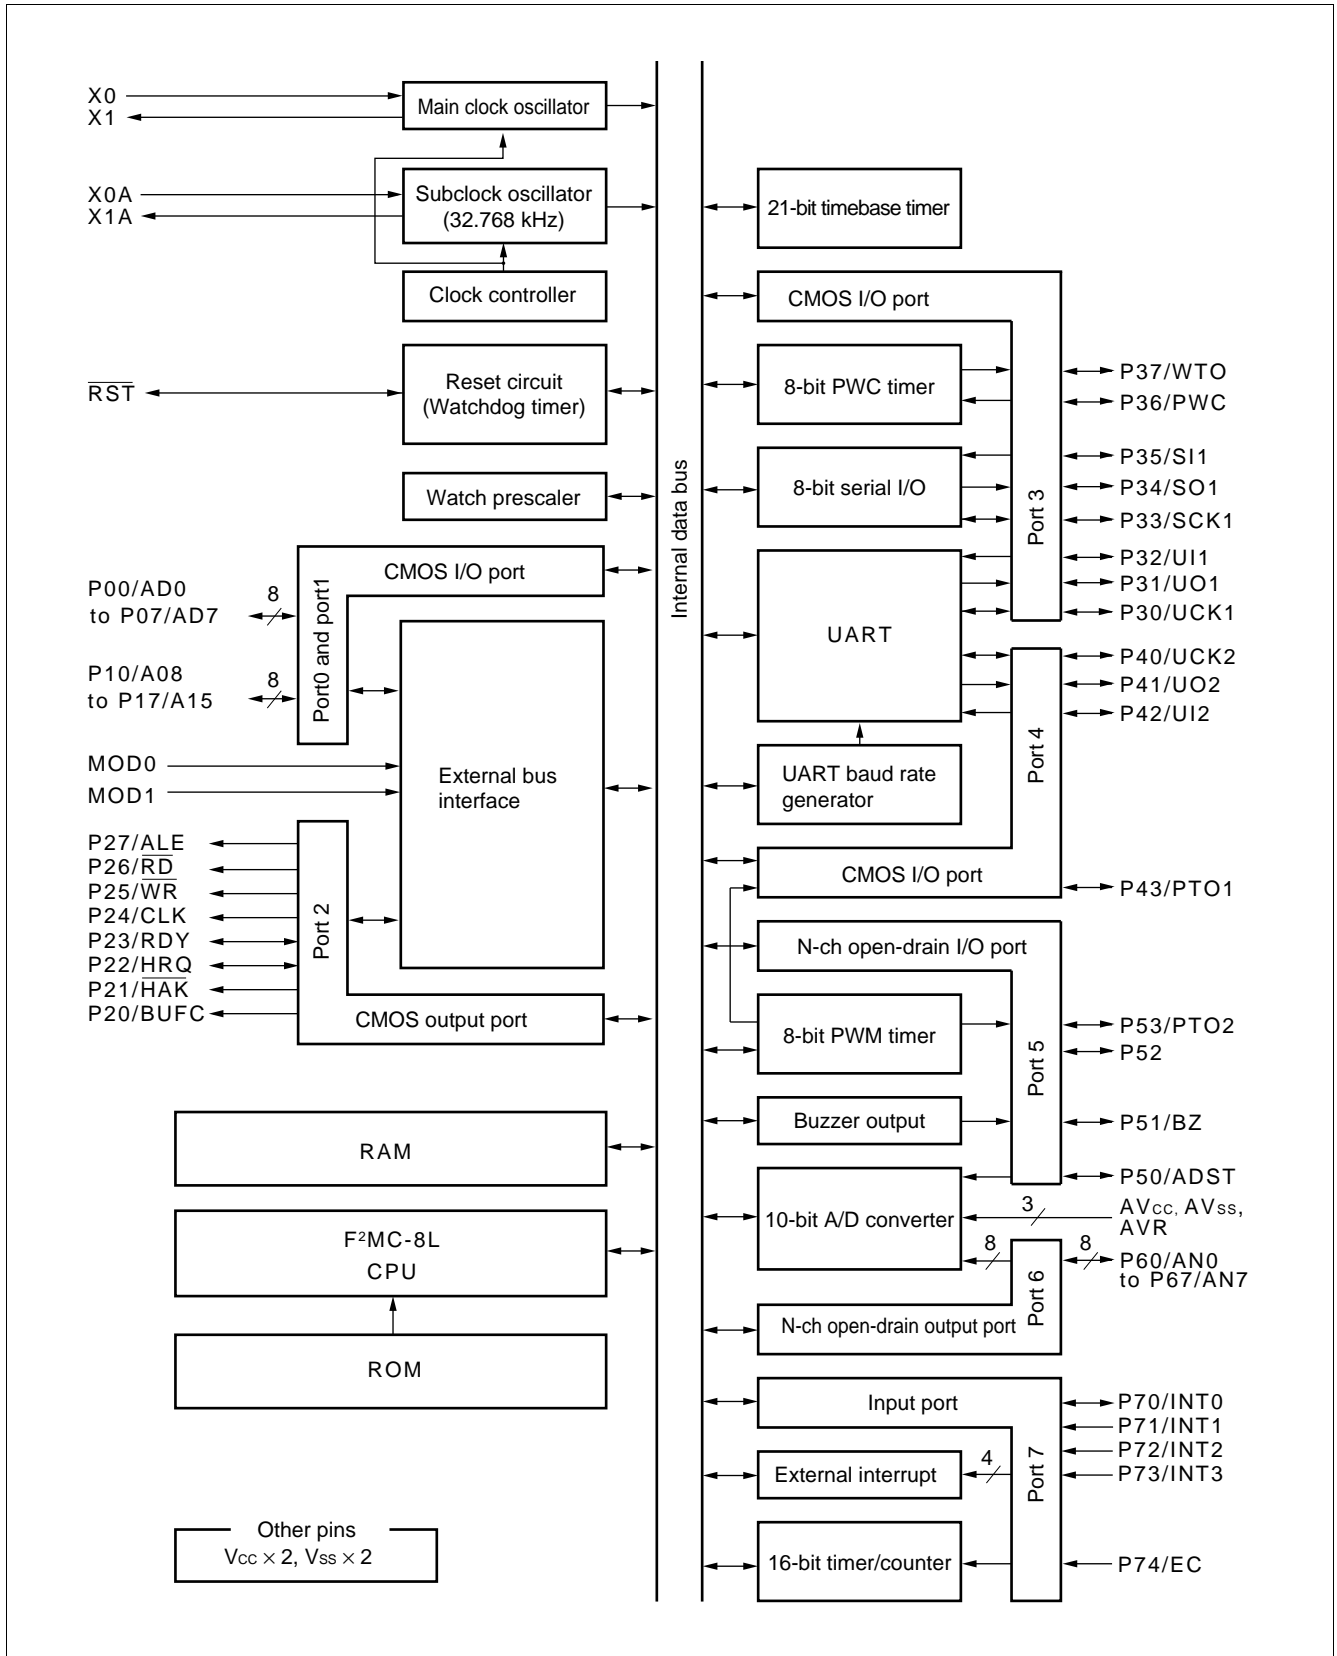 X0
X1
Main clock oscillator
X0A
X1A
Subclock oscillator
(32.768 kHz)
Clock controller
RST
Reset circuit
(Watchdog timer)
Watch prescaler
CMOS I/O port
Port0 and port1
P00/AD0
to P07/AD7
8
P10/A08
to P17/A15
8
MOD0
MOD1
External bus
interface
P27/ALE
P26/RD
P25/WR
P24/CLK
P23/RDY
P22/HRQ
P21/HAK
P20/BUFC
Port 2
CMOS output port
RAM
F²MC-8L
CPU
ROM
Other pins
Vcc × 2, Vss × 2
Internal data bus
21-bit timebase timer
CMOS I/O port
8-bit PWC timer
8-bit serial I/O
Port 3
P37/WTO
P36/PWC
P35/SI1
P34/SO1
P33/SCK1
P32/UI1
P31/UO1
P30/UCK1
UART
P40/UCK2
P41/UO2
P42/UI2
Port 4
UART baud rate
generator
CMOS I/O port
P43/PTO1
N-ch open-drain I/O port
8-bit PWM timer
Port 5
P53/PTO2
P52
Buzzer output
P51/BZ
P50/ADST
10-bit A/D converter
3
AVcc, AVss,
AVR
8
8
P60/AN0
to P67/AN7
Port 6
N-ch open-drain output port
Input port
P70/INT0
P71/INT1
P72/INT2
P73/INT3
Port 7
External interrupt
4
16-bit timer/counter
P74/EC